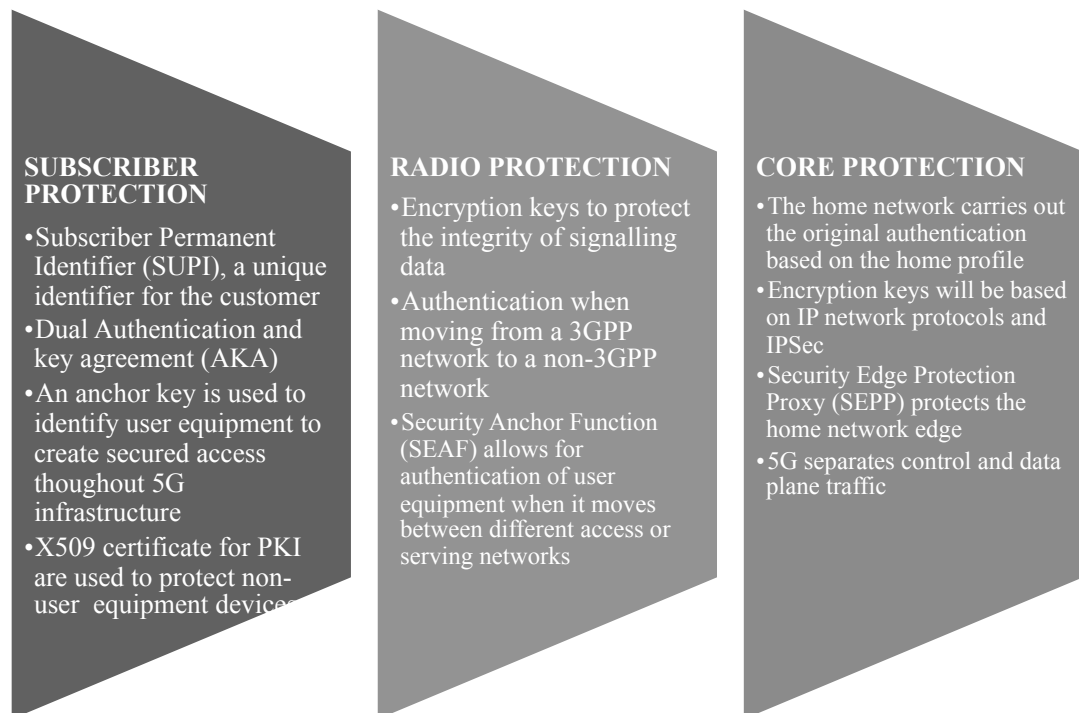 SUBSCRIBER
PROTECTION
•Subscriber Permanent
Identifier (SUPI), a unique
identifier for the customer
•Dual Authentication and
key agreement (AKA)
•An anchor key is used to
identify user equipment to
create secured access
thoughout 5G
infrastructure
•X509 certificate for PKI
are used to protect non-
user equipment devices
RADIO PROTECTION
•Encryption keys to protect
the integrity of signalling
data
•Authentication when
moving from a 3GPP
network to a non-3GPP
network
•Security Anchor Function
(SEAF) allows for
authentication of user
equipment when it moves
between different access or
serving networks
CORE PROTECTION
•The home network carries out
the original authentication
based on the home profile
•Encryption keys will be based
on IP network protocols and
IPSec
•Security Edge Protection
Proxy (SEPP) protects the
home network edge
•5G separates control and data
plane traffic